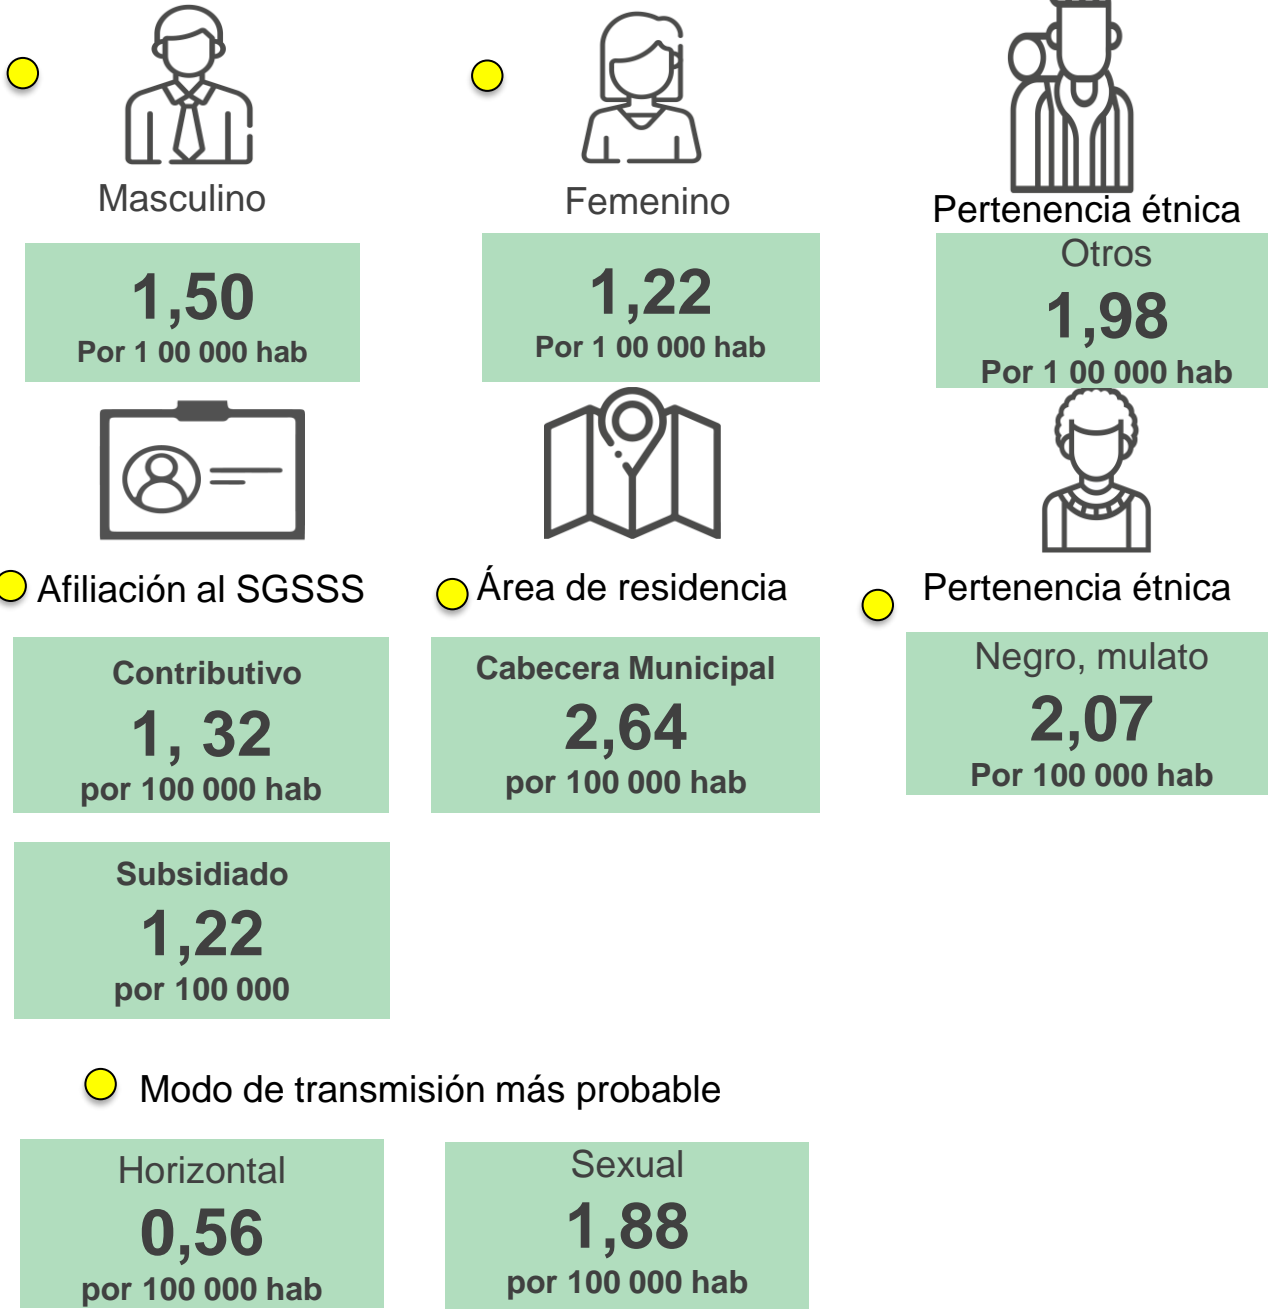 Masculino
1,50
Por 1 00 000 hab
Femenino
1,22
Por 1 00 000 hab
Pertenencia étnica
Otros
1,98
Por 1 00 000 hab
Afiliación al SGSSS
Contributivo
1, 32
por 100 000 hab
Subsidiado
1,22
por 100 000
Área de residencia
Cabecera Municipal
2,64
por 100 000 hab
Pertenencia étnica
Negro, mulato
2,07
Por 100 000 hab
Modo de transmisión más probable
Horizontal
0,56
por 100 000 hab
Sexual
1,88
por 100 000 hab